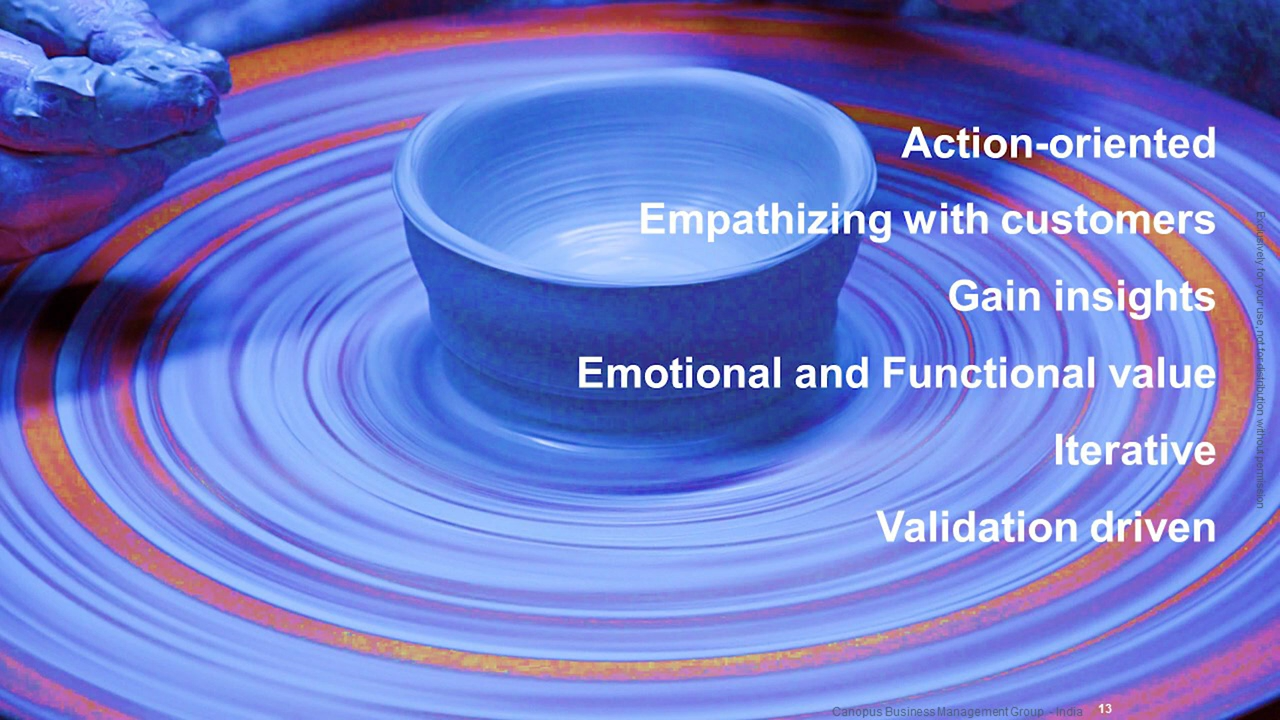 Action-oriented
Empathizing with customers
Gain insights
Emotional and Functional value
Iterative
Validation driven
Exclusively for your use, not for distribution without permission
Canopus Business Management Group - India
13